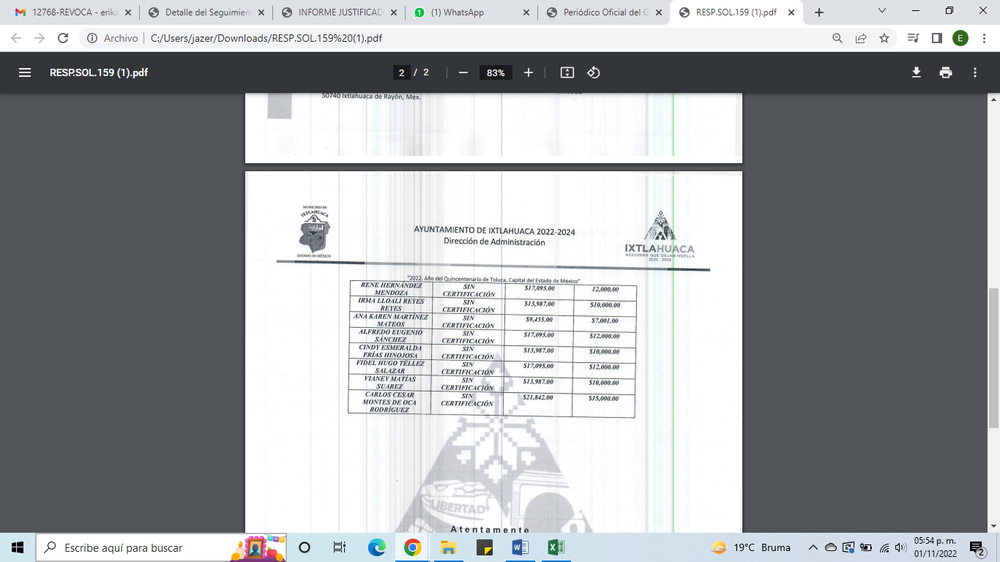 12768-REVOCA - erika
Detalle del Seguimien
INFORME JUSTIFICAD
(1) WhatsApp
Periódico Oficial del G
RESP.SOL.159 (1).pdf
Archivo C:/Users/jazer/Downloads/RESP.SOL.159%20(1).pdf
E
RESP.SOL.159 (1).pdf
2 / 2
83%
50740 Ixtlahuaca de Rayón, Mex.
MUNICIPIO DE
IXTLAHUACA
ESTADO DE MÉXICO
AYUNTAMIENTO DE IXTLAHUACA 2022-2024
Dirección de Administración
IXTLAHUACA
ACCIONES QUE DEJAN HUELLA
2022 - 2024
"2022. Año del Quincentenario de Toluca, Capital del Estado de México"
RENE HERNÁNDEZ MENDOZA SIN CERTIFICACIÓN $17,095.00 12,000.00
IRMA LLOALI REYES REYES SIN CERTIFICACIÓN $13,987.00 $10,000.00
ANA KAREN MARTÍNEZ MATEOS SIN CERTIFICACIÓN $9,455.00 $7,001.00
ALFREDO EUGENIO SÁNCHEZ SIN CERTIFICACIÓN $17,095.00 $12,000.00
CINDY ESMERALDA FRÍAS HINOJOSA SIN CERTIFICACIÓN $13,987.00 $10,000.00
FIDEL HUGO TÉLLEZ SALAZAR SIN CERTIFICACIÓN $17,095.00 $12,000.00
VIANEY MATÍAS SUAREZ SIN CERTIFICACIÓN $13,987.00 $10,000.00
CARLOS CESAR MONTES DE OCA RODRÍGUEZ SIN CERTIFICACIÓN $21,842.00 $15,000.00
LIBERTAD
Atentamente
Escribe aquí para buscar
19°C Bruma
05:54 p. m.
01/11/2022
2